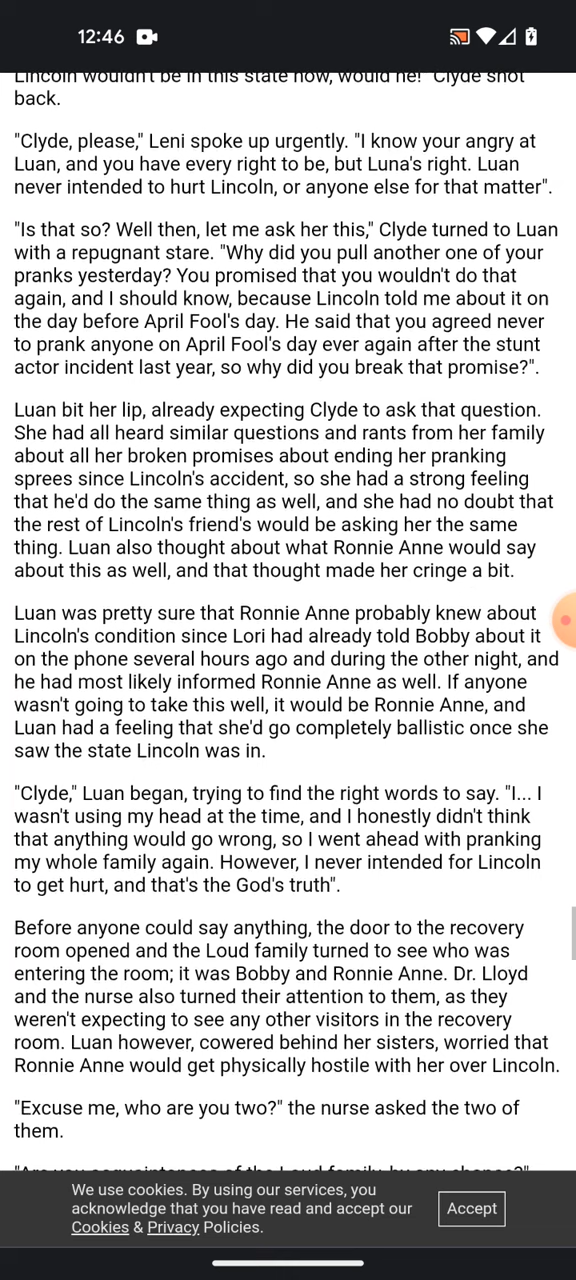 12:46
Lincoln wouldn't be in this state now, would he!" Clyde shot
back.
"Clyde, please," Leni spoke up urgently. "I know your angry at
Luan, and you have every right to be, but Luna's right. Luan
never intended to hurt Lincoln, or anyone else for that matter".
"Is that so? Well then, let me ask her this," Clyde turned to Luan
with a repugnant stare. "Why did you pull another one of your
pranks yesterday? You promised that you wouldn't do that
again, and I should know, because Lincoln told me about it on
the day before April Fool's day. He said that you agreed never
to prank anyone on April Fool's day ever again after the stunt
actor incident last year, so why did you break that promise?".
Luan bit her lip, already expecting Clyde to ask that question.
She had all heard similar questions and rants from her family
about all her broken promises about ending her pranking
sprees since Lincoln's accident, so she had a strong feeling
that he'd do the same thing as well, and she had no doubt that
the rest of Lincoln's friend's would be asking her the same
thing. Luan also thought about what Ronnie Anne would say
about this as well, and that thought made her cringe a bit.
Luan was pretty sure that Ronnie Anne probably knew about
Lincoln's condition since Lori had already told Bobby about it
on the phone several hours ago and during the other night, and
he had most likely informed Ronnie Anne as well. If anyone
wasn't going to take this well, it would be Ronnie Anne, and
Luan had a feeling that she'd go completely ballistic once she
saw the state Lincoln was in.
"Clyde," Luan began, trying to find the right words to say. "I... I
wasn't using my head at the time, and I honestly didn't think
that anything would go wrong, so I went ahead with pranking
my whole family again. However, I never intended for Lincoln
to get hurt, and that's the God's truth".
Before anyone could say anything, the door to the recovery
room opened and the Loud family turned to see who was
entering the room; it was Bobby and Ronnie Anne. Dr. Lloyd
and the nurse also turned their attention to them, as they
weren't expecting to see any other visitors in the recovery
room. Luan however, cowered behind her sisters, worried that
Ronnie Anne would get physically hostile with her over Lincoln.
"Excuse me, who are you two?" the nurse asked the two of
them.
"Are you acquaintances of the Loud family, by any chance?"
We use cookies. By using our services, you
acknowledge that you have read and accept our
Cookies & Privacy Policies.
Accept